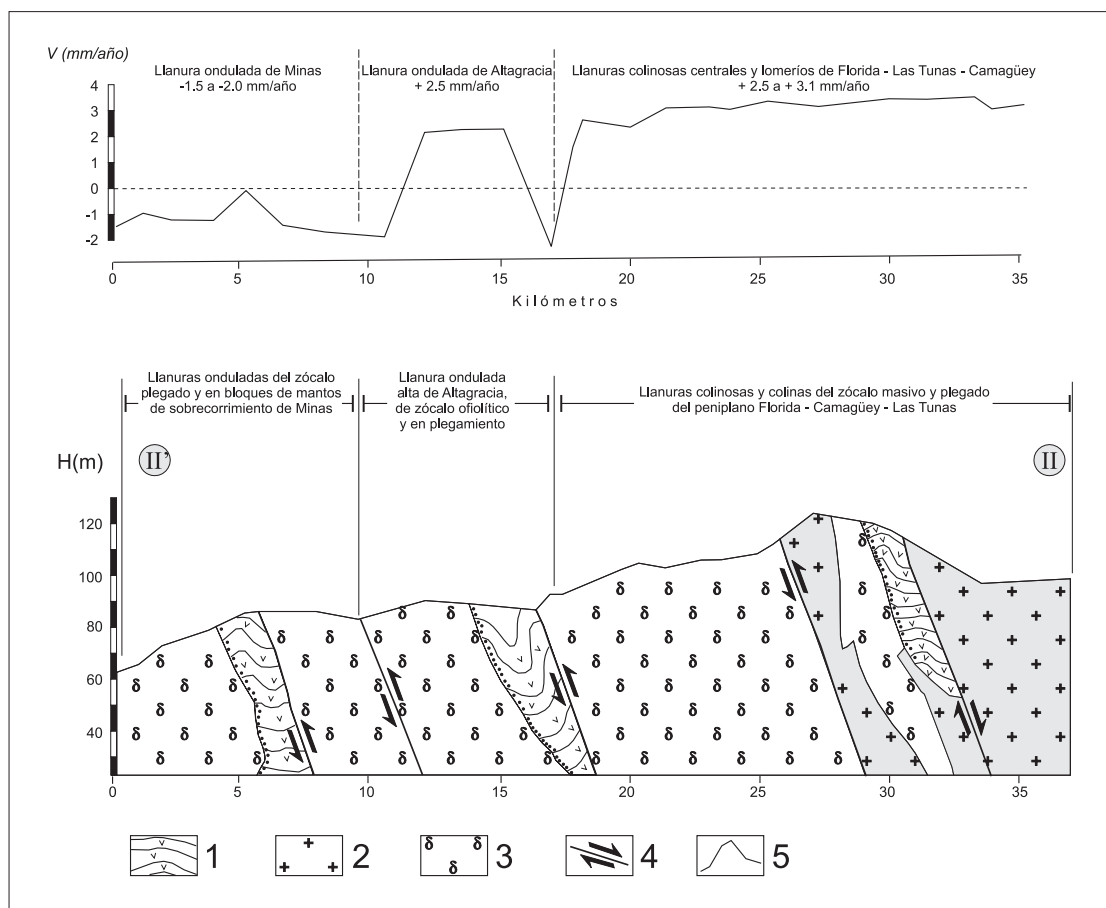 V (mm/año)
Llanura ondulada de Minas
-1.5 a -2.0 mm/año
Llanura ondulada de Altagracia
+ 2.5 mm/año
Llanuras colinosas centrales y lomeríos de Florida - Las Tunas - Camagüey
+ 2.5 a + 3.1 mm/año
4
3
2
1
0
-1
-2
0 5 10 15 20 25 30 35
Kilómetros
Llanuras onduladas del zócalo
plegado y en bloques de mantos
de sobrecorrimiento de Minas
Llanura ondulada
alta de Altagracia,
de zócalo ofiolítico
y en plegamiento
Llanuras colinosas y colinas del zócalo masivo y plegado
del peniplano Florida - Camagüey - Las Tunas
H(m)
II'
II
120
100
80
60
40
0 5 10 15 20 25 30 35
1 2 3 4 5